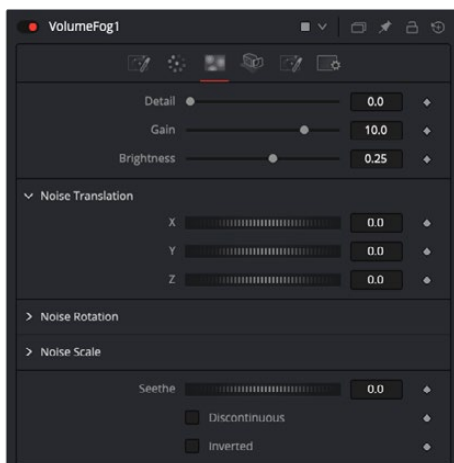 VolumeFog1
Detail 0.0
Gain 10.0
Brightness 0.25
Noise Translation
X 0.0
Y 0.0
Z 0.0
Noise Rotation
Noise Scale
Seethe 0.0
Discontinuous
Inverted